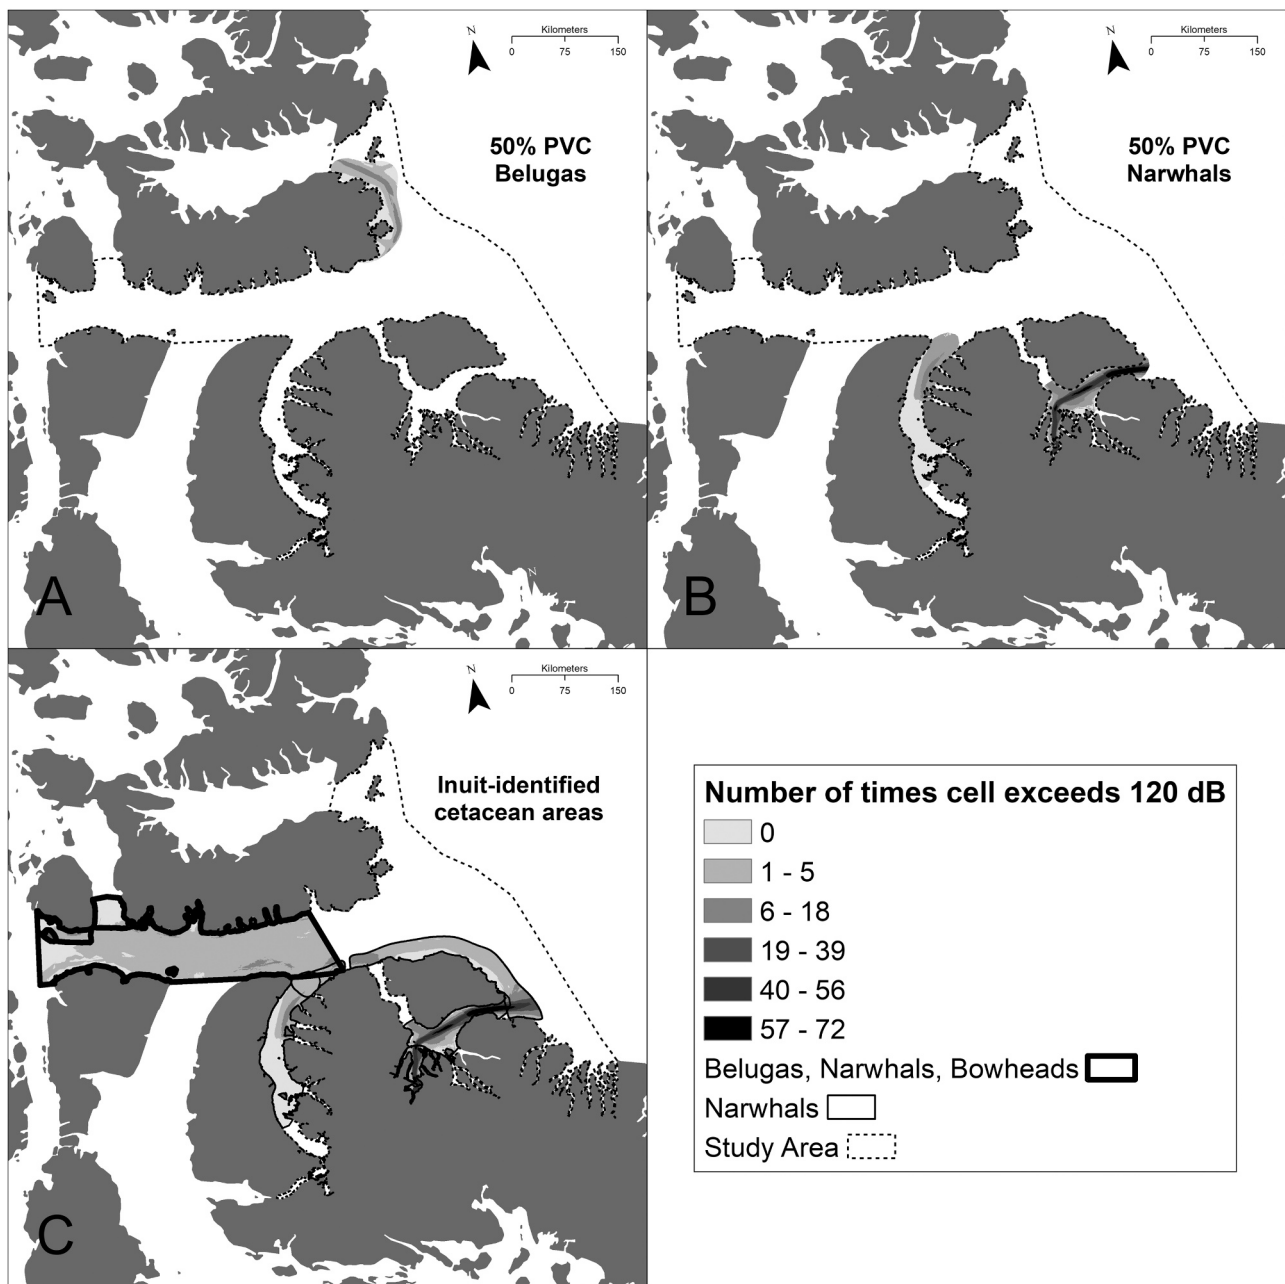 N
Kilometers
0 75 150
50% PVC
Belugas
A
N
N
Kilometers
0 75 150
50% PVC
Narwhals
B
N
Kilometers
0 75 150
Inuit-identified
cetacean areas
C
Number of times cell exceeds 120 dB
0
1 - 5
6 - 18
19 - 39
40 - 56
57 - 72
Belugas, Narwhals, Bowheads
Narwhals
Study Area